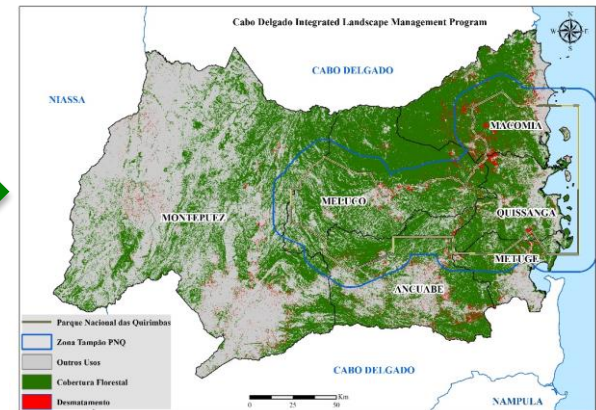 Cabo Delgado Integrated Landscape Management Program
N
W
E
S
CABO DELGADO
NIASSA
MACOMIA
MELUCO
QUISSANGA
MONTEPUEZ
METUGE
ANCUABE
Parque Nacional das Quirimbas
Zona Tampão PNQ
Outros Usos
Cobertura Florestal
Desmatamento
CABO DELGADO
0 25 50
Km
NAMPULA